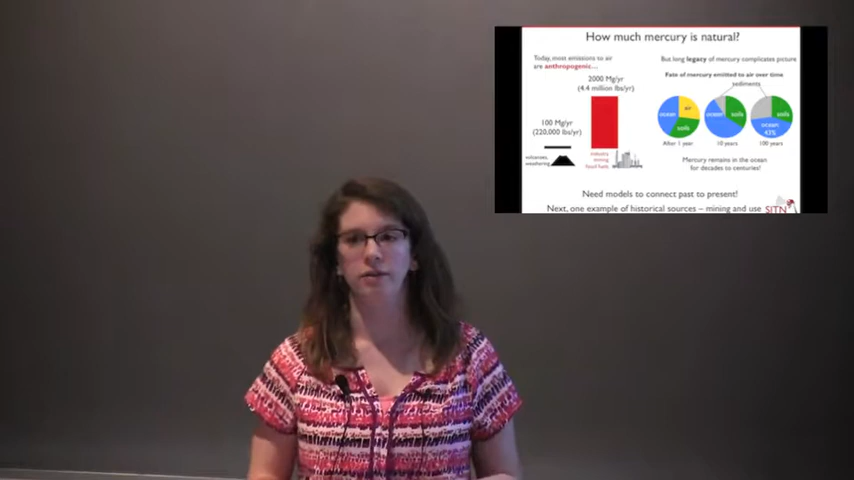 How much mercury is natural?
Today, most emissions to air
are anthropogenic...
2000 Mg/yr
(4.4 million lbs/yr)
100 Mg/yr
(220,000 lbs/yr)
volcanoes,
weathering
industry
mining
fossil fuels
But long legacy of mercury complicates picture
Fate of mercury emitted to air over time
sediments
ocean
air
soils
ocean
soils
soils
ocean
43%
After 1 year
10 years
100 years
Mercury remains in the ocean
for decades to centuries!
Need models to connect past to present!
Next, one example of historical sources – mining and use
SITN